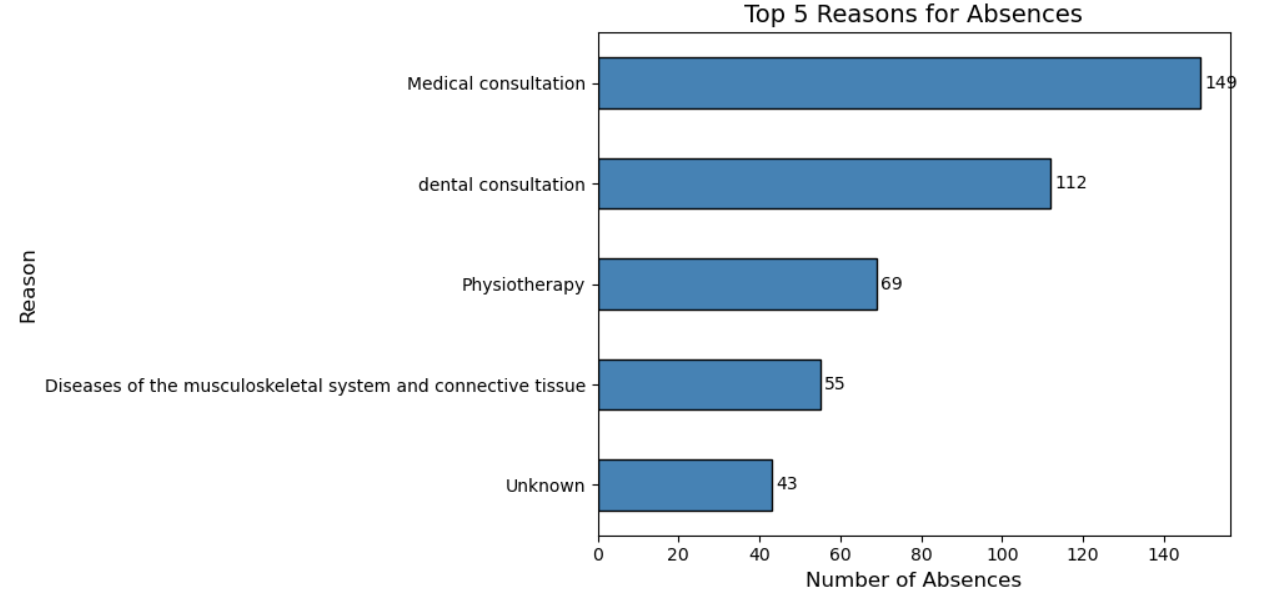 Top 5 Reasons for Absences
Medical consultation
149
dental consultation
112
Physiotherapy
69
Diseases of the musculoskeletal system and connective tissue
55
Unknown
43
Reason
0 20 40 60 80 100 120 140
Number of Absences